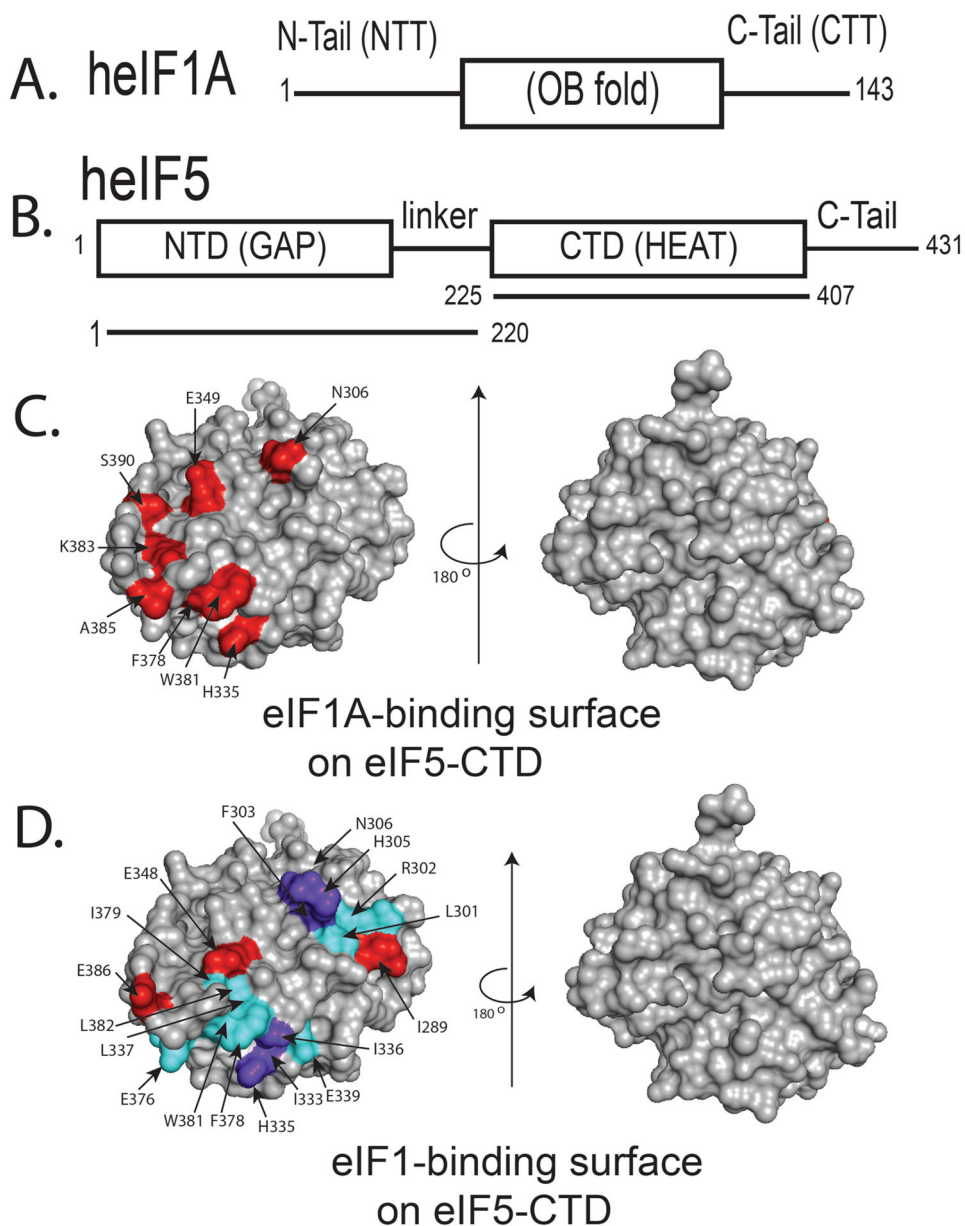 A.
heIF1A
N-Tail (NTT)
C-Tail (CTT)
1
(OB fold)
143
heIF5
B.
1
NTD (GAP)
linker
CTD (HEAT)
C-Tail
431
225
407
1
220
C.
E349
N306
S390
K383
A385
F378
W381
H335
180 o
eIF1A-binding surface
on eIF5-CTD
D.
F303
N306
H305
E348
R302
I379
L301
E386
L382
I289
L337
I336
E376
I333
E339
W381
F378
H335
180 o
eIF1-binding surface
on eIF5-CTD